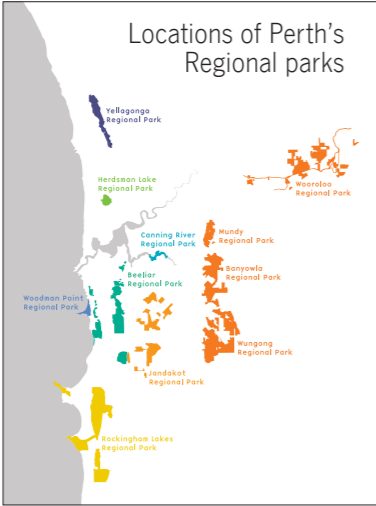 Locations of Perth's
Regional parks
Yellagonga
Regional Park
Herdsman Lake
Regional Park
Wooroloo
Regional Park
Canning River
Regional Park
Mundy
Regional Park
Beeliar
Regional Park
Banyowla
Regional Park
Woodman Point
Regional Park
Wungong
Regional Park
Jandakot
Regional Park
Rockingham Lakes
Regional Park